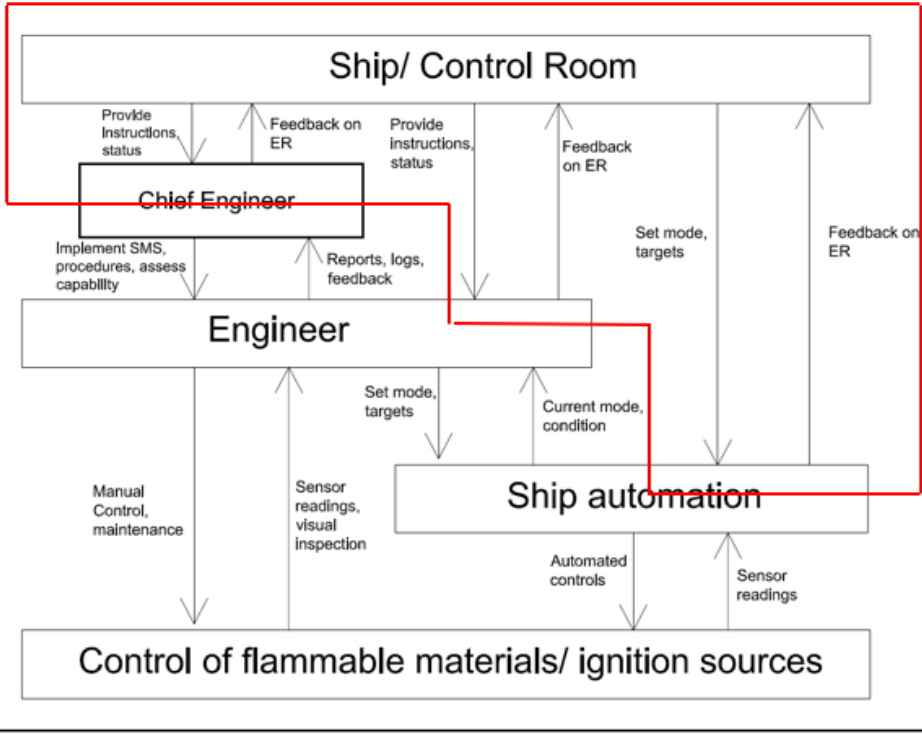 Ship/ Control Room
Provide
Instructions,
status
Feedback on
ER
Provide
instructions,
status
Feedback
on ER
Chief Engineer
Set mode,
targets
Feedback on
ER
Implement SMS,
procedures, assess
capability
Reports, logs,
feedback
Engineer
Set mode,
targets
Current mode,
condition
Manual
Control,
maintenance
Sensor
readings,
visual
inspection
Ship automation
Automated
controls
Sensor
readings
Control of flammable materials/ ignition sources